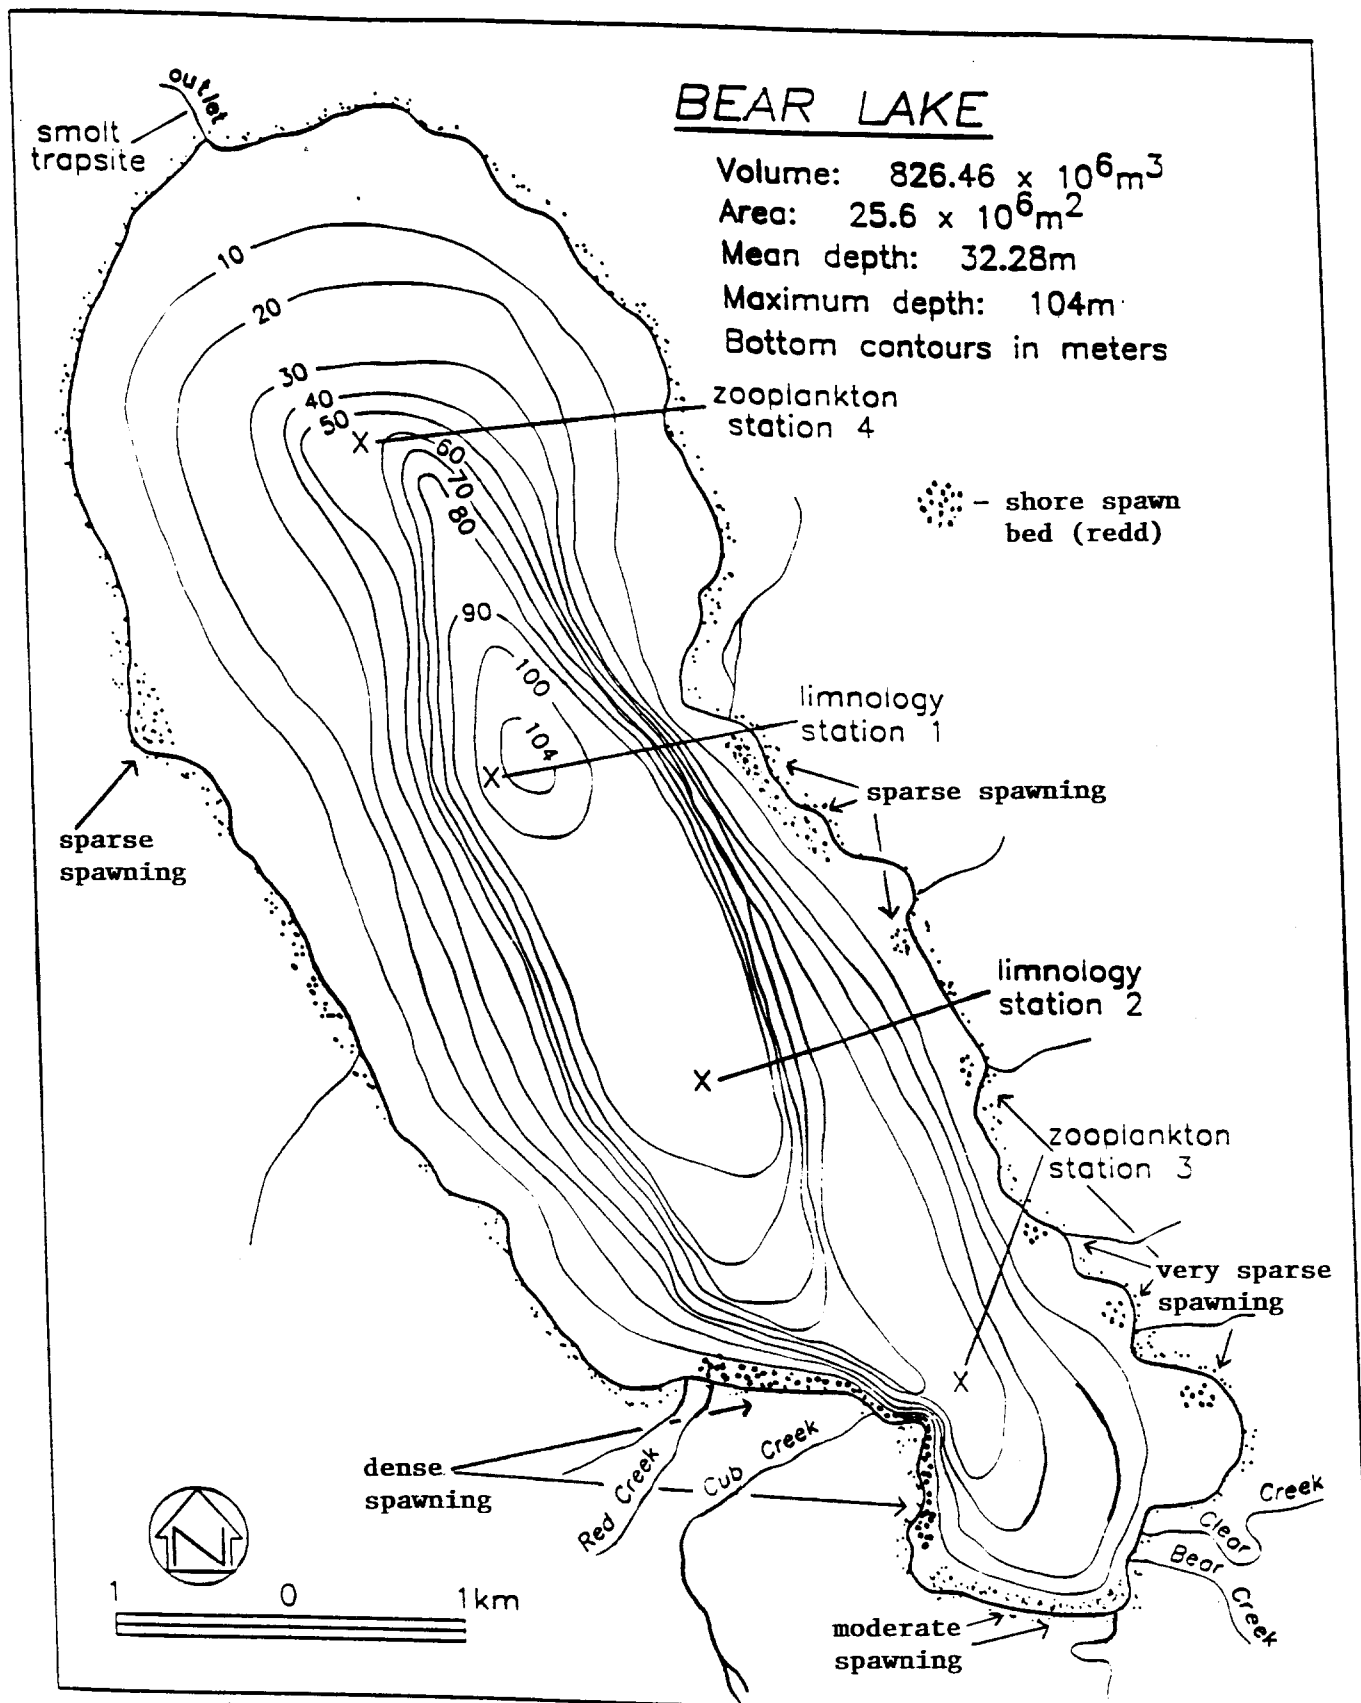 BEAR LAKE
Volume: 826.46 x 10⁶m³
Area: 25.6 x 10⁶m²
Mean depth: 32.28m
Maximum depth: 104m
Bottom contours in meters
outlet
smolt
trapsite
10
20
30
40
50
60
70
80
90
100
104
zooplankton
station 4
- shore spawn
bed (redd)
limnology
station 1
sparse spawning
sparse
spawning
limnology
station 2
zooplankton
station 3
very sparse
spawning
dense
spawning
Red Creek
Cub Creek
Clear Creek
Bear Creek
moderate
spawning
N
1 0 1km